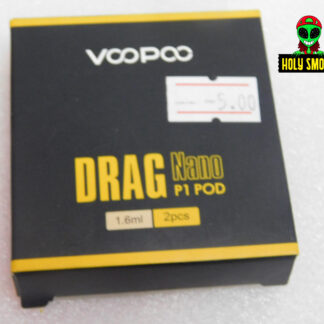 VOOPOO
HOLY SMO
5.00
DRAG Nano
P1 POD
1.6ml 2pcs